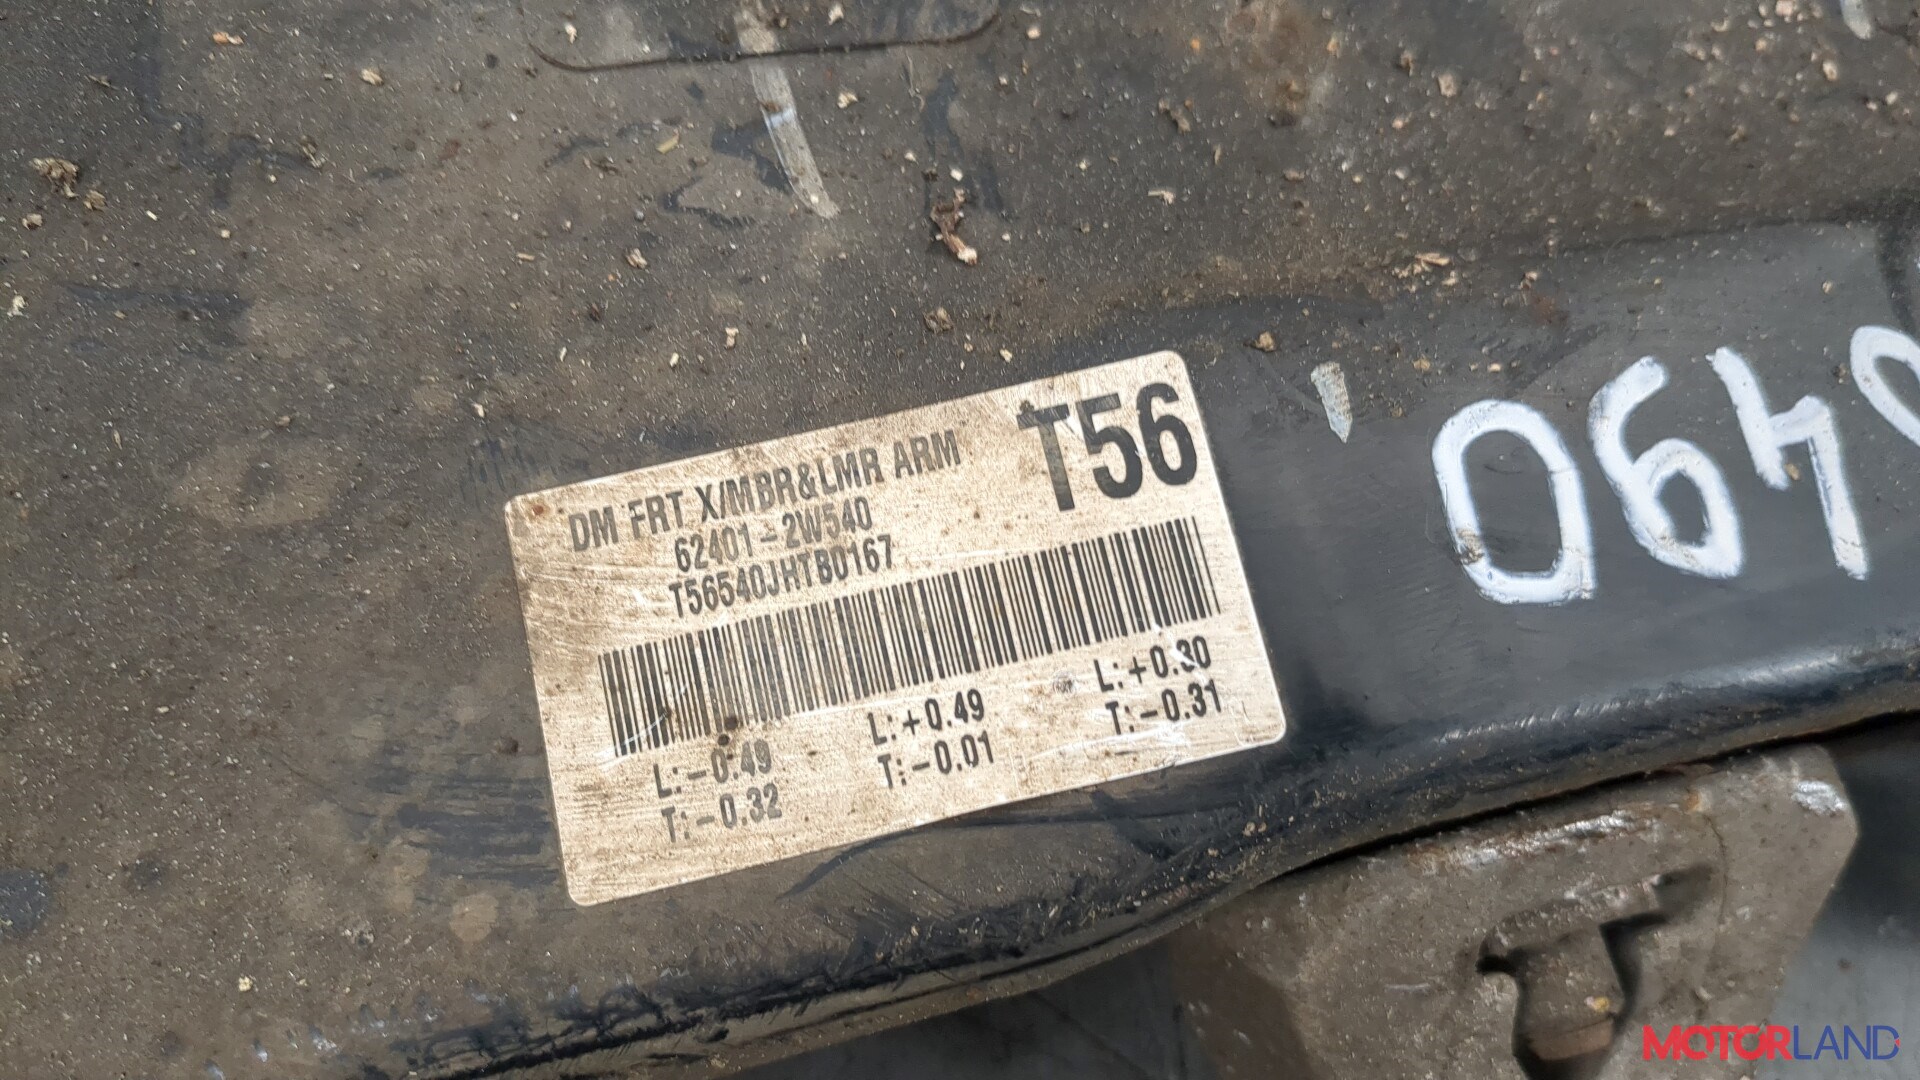 DM FRT X/MBR&LMR ARM
T56
62401-2W540
T56540JHTB0167
L:-0.49
T:-0.32
L:+0.49
T:-0.01
L:+0.30
T:-0.31
0640
MOTORLAND